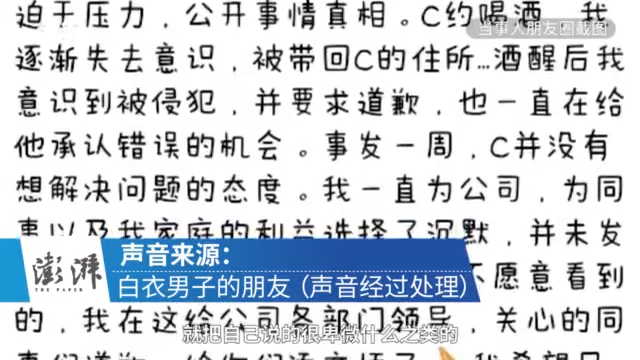 迫于压力，公开事情真相。C约喝酒，我
当事人朋友圈截图
逐渐失去意识，被带回C的住所...酒醒后我
意识到被侵犯，并要求道歉，也一直在给
他承认错误的机会。事发一周，C并没有
想解决问题的态度。我一直为公司，为同
事以及我家庭的利益选择了沉默，并未发
声音来源：
澎湃
THE PAPER
不愿意看到
白衣男子的朋友（声音经过处理）
的，我在这给公司各部门领导，关心的同
就把自己说的很卑微什么之类的